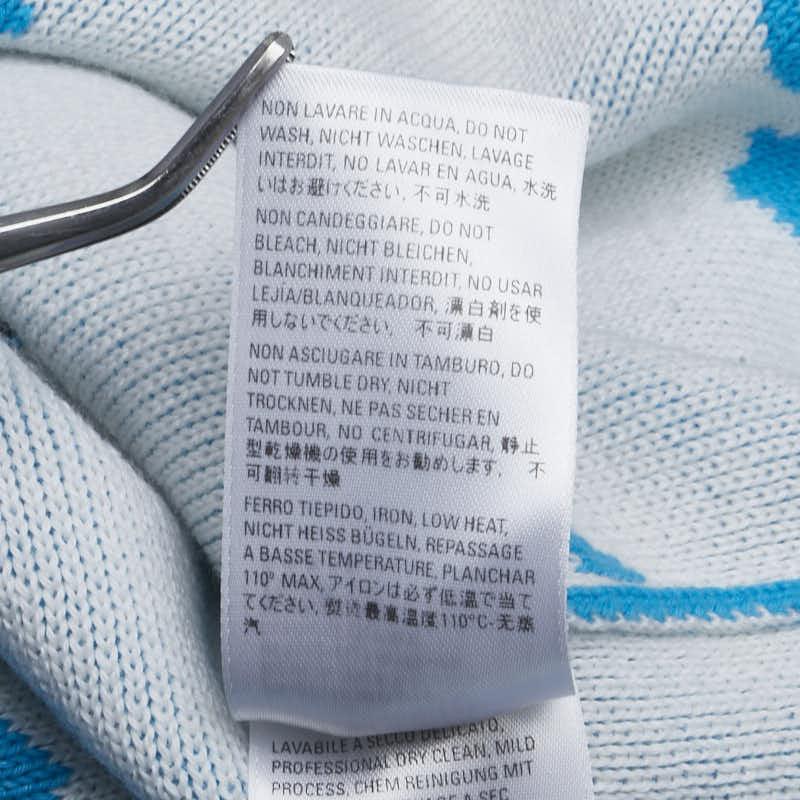 NON LAVARE IN ACQUA, DO NOT
WASH, NICHT WASCHEN, LAVAGE
INTERDIT, NO LAVAR EN AGUA, 水洗
いはお避けください, 不可水洗
NON CANDEGGIARE, DO NOT
BLEACH, NICHT BLEICHEN,
BLANCHIMENT INTERDIT, NO USAR
LEJIA/BLANQUEADOR, 漂白剤を使
用しないでください, 不可漂白
NON ASCIUGARE IN TAMBURO, DO
NOT TUMBLE DRY, NICHT
TROCKNEN, NE PAS SECHER EN
TAMBOUR, NO CENTRIFUGAR, 静止
型乾燥機の使用をお勧めします, 不
可翻转干燥
FERRO TIEPIDO, IRON, LOW HEAT,
NICHT HEISS BÜGELN, REPASSAGE
A BASSE TEMPERATURE, PLANCHAR
110° MAX, アイロンは必ず低温で当て
てください, 熨烫最高温度110°C-无蒸
汽
LAVABILE A SECCO DELICATO,
PROFESSIONAL DRY CLEAN, MILD
PROCESS, CHEM REINIGUNG MIT
A SEC